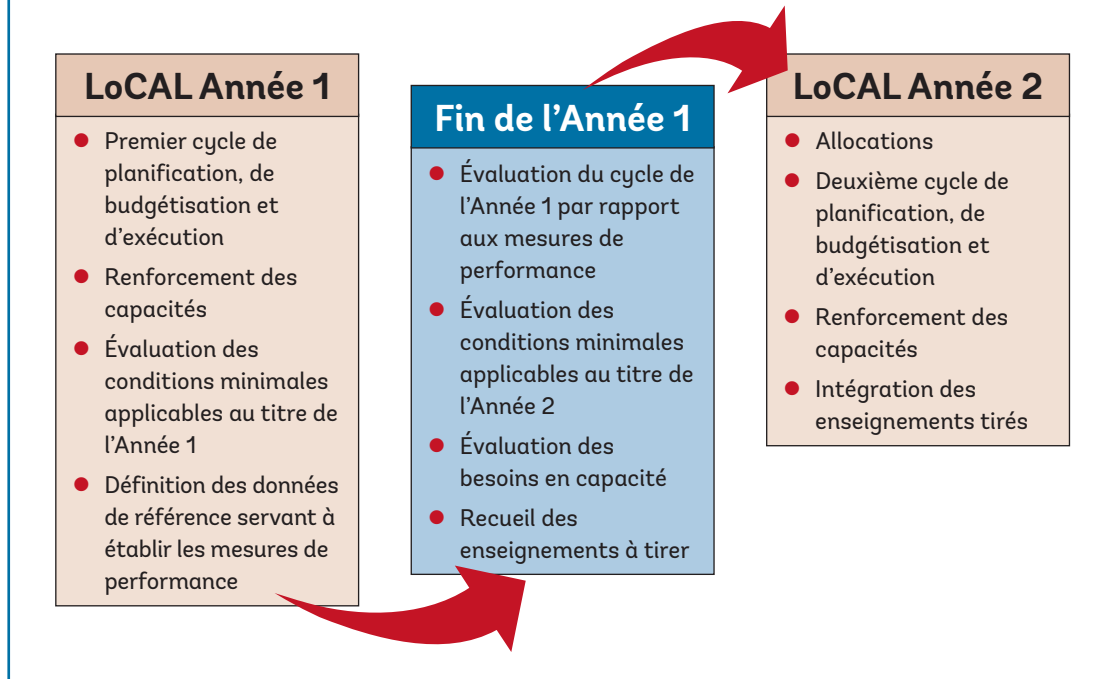 LoCAL Année 1
● Premier cycle de
planification, de
budgétisation et
d'exécution
● Renforcement des
capacités
● Évaluation des
conditions minimales
applicables au titre de
l'Année 1
● Définition des données
de référence servant à
établir les mesures de
performance
Fin de l'Année 1
● Évaluation du cycle de
l'Année 1 par rapport
aux mesures de
performance
● Évaluation des
conditions minimales
applicables au titre de
l'Année 2
● Évaluation des
besoins en capacité
● Recueil des
enseignements à tirer
LoCAL Année 2
● Allocations
● Deuxième cycle de
planification, de
budgétisation et
d'exécution
● Renforcement des
capacités
● Intégration des
enseignements tirés